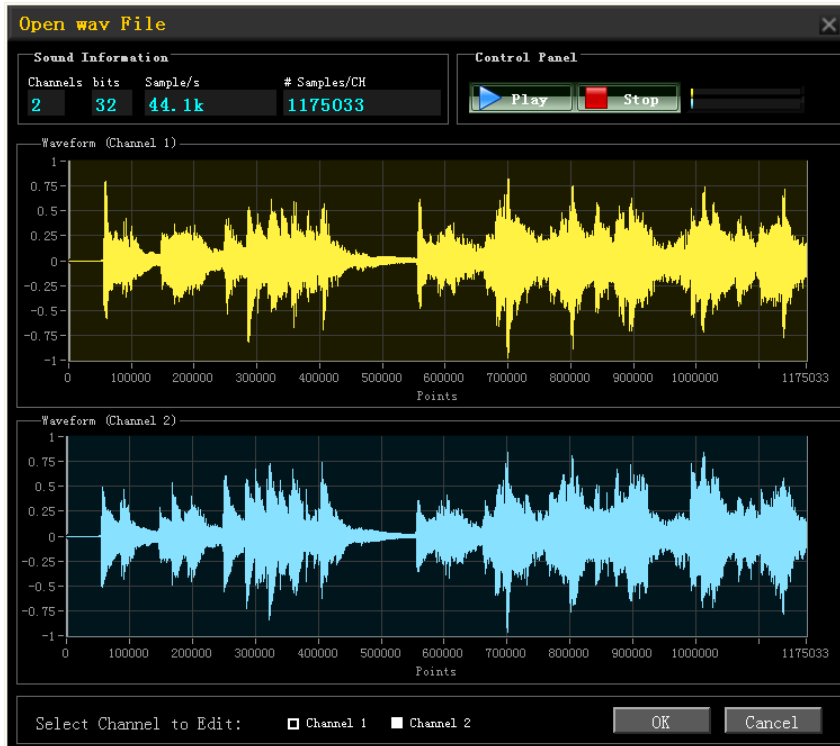 Open wav File
Sound Information
Channels bits Sample/s # Samples/CH
2 32 44.1k 1175033
Control Panel
Play Stop
Waveform (Channel 1)
1
0.75
0.5
0.25
0
-0.25
-0.5
-0.75
-1
0 100000 200000 300000 400000 500000 600000 700000 800000 900000 1000000 1175033
Points
Waveform (Channel 2)
1
0.75
0.5
0.25
0
-0.25
-0.5
-0.75
-1
0 100000 200000 300000 400000 500000 600000 700000 800000 900000 1000000 1175033
Points
Select Channel to Edit: Channel 1 Channel 2 OK Cancel